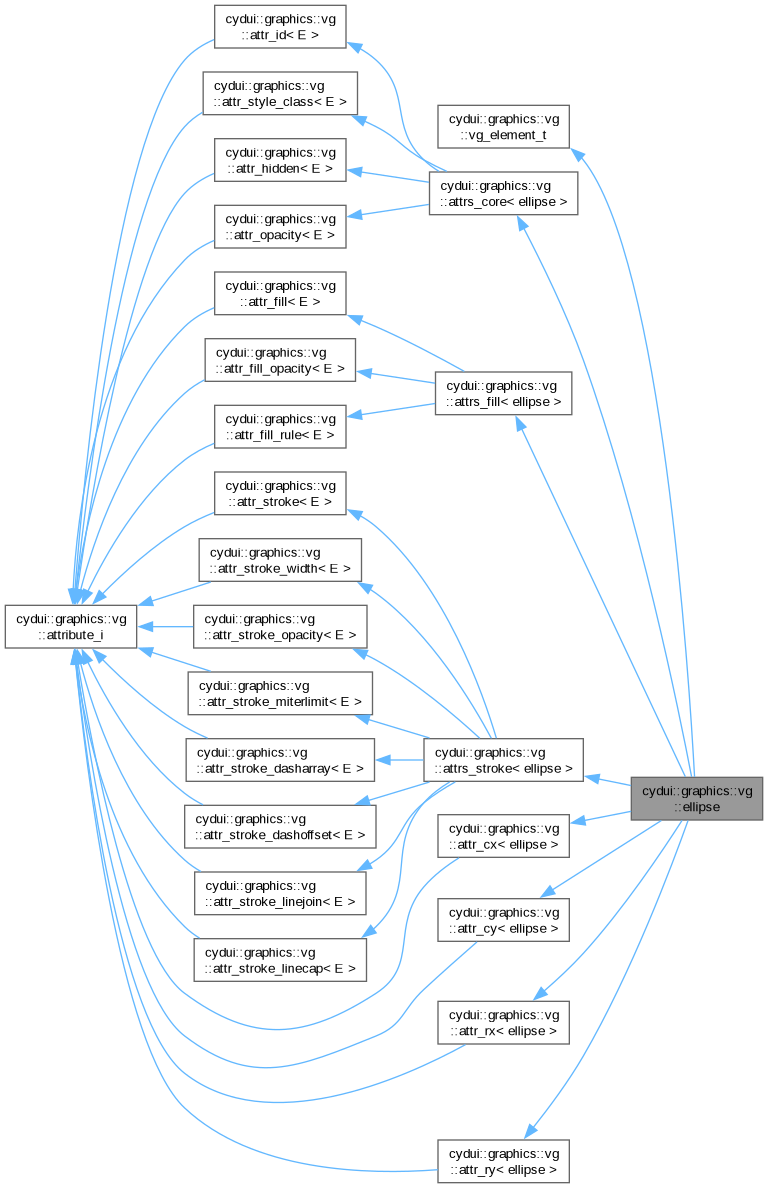 cydui::graphics::vg
::attr_id< E >
cydui::graphics::vg
::attr_style_class< E >
cydui::graphics::vg
::vg_element_t
cydui::graphics::vg
::attr_hidden< E >
cydui::graphics::vg
::attrs_core< ellipse >
cydui::graphics::vg
::attr_opacity< E >
cydui::graphics::vg
::attr_fill< E >
cydui::graphics::vg
::attr_fill_opacity< E >
cydui::graphics::vg
::attrs_fill< ellipse >
cydui::graphics::vg
::attr_fill_rule< E >
cydui::graphics::vg
::attr_stroke< E >
cydui::graphics::vg
::attr_stroke_width< E >
cydui::graphics::vg
::attribute_i
cydui::graphics::vg
::attr_stroke_opacity< E >
cydui::graphics::vg
::attr_stroke_miterlimit< E >
cydui::graphics::vg
::attr_stroke_dasharray< E >
cydui::graphics::vg
::attrs_stroke< ellipse >
cydui::graphics::vg
::ellipse
cydui::graphics::vg
::attr_stroke_dashoffset< E >
cydui::graphics::vg
::attr_cx< ellipse >
cydui::graphics::vg
::attr_stroke_linejoin< E >
cydui::graphics::vg
::attr_cy< ellipse >
cydui::graphics::vg
::attr_stroke_linecap< E >
cydui::graphics::vg
::attr_rx< ellipse >
cydui::graphics::vg
::attr_ry< ellipse >